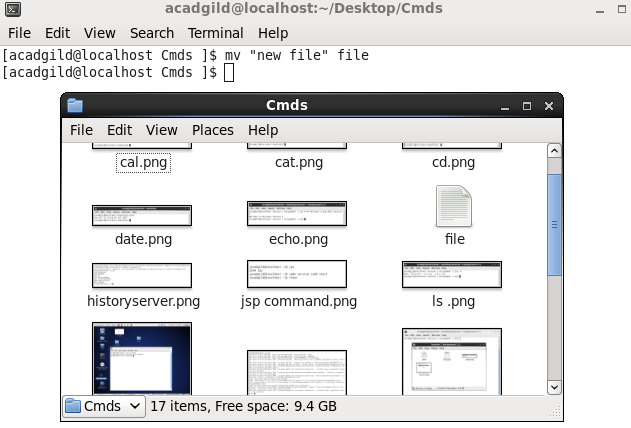 acadgild@localhost:~/Desktop/Cmds
File Edit View Search Terminal Help
[acadgild@localhost Cmds ]$ mv "new file" file
[acadgild@localhost Cmds ]$
Cmds
File Edit View Places Help
cal.png cat.png cd.png
date.png echo.png file
historyserver.png jsp command.png ls .png
Cmds 17 items, Free space: 9.4 GB